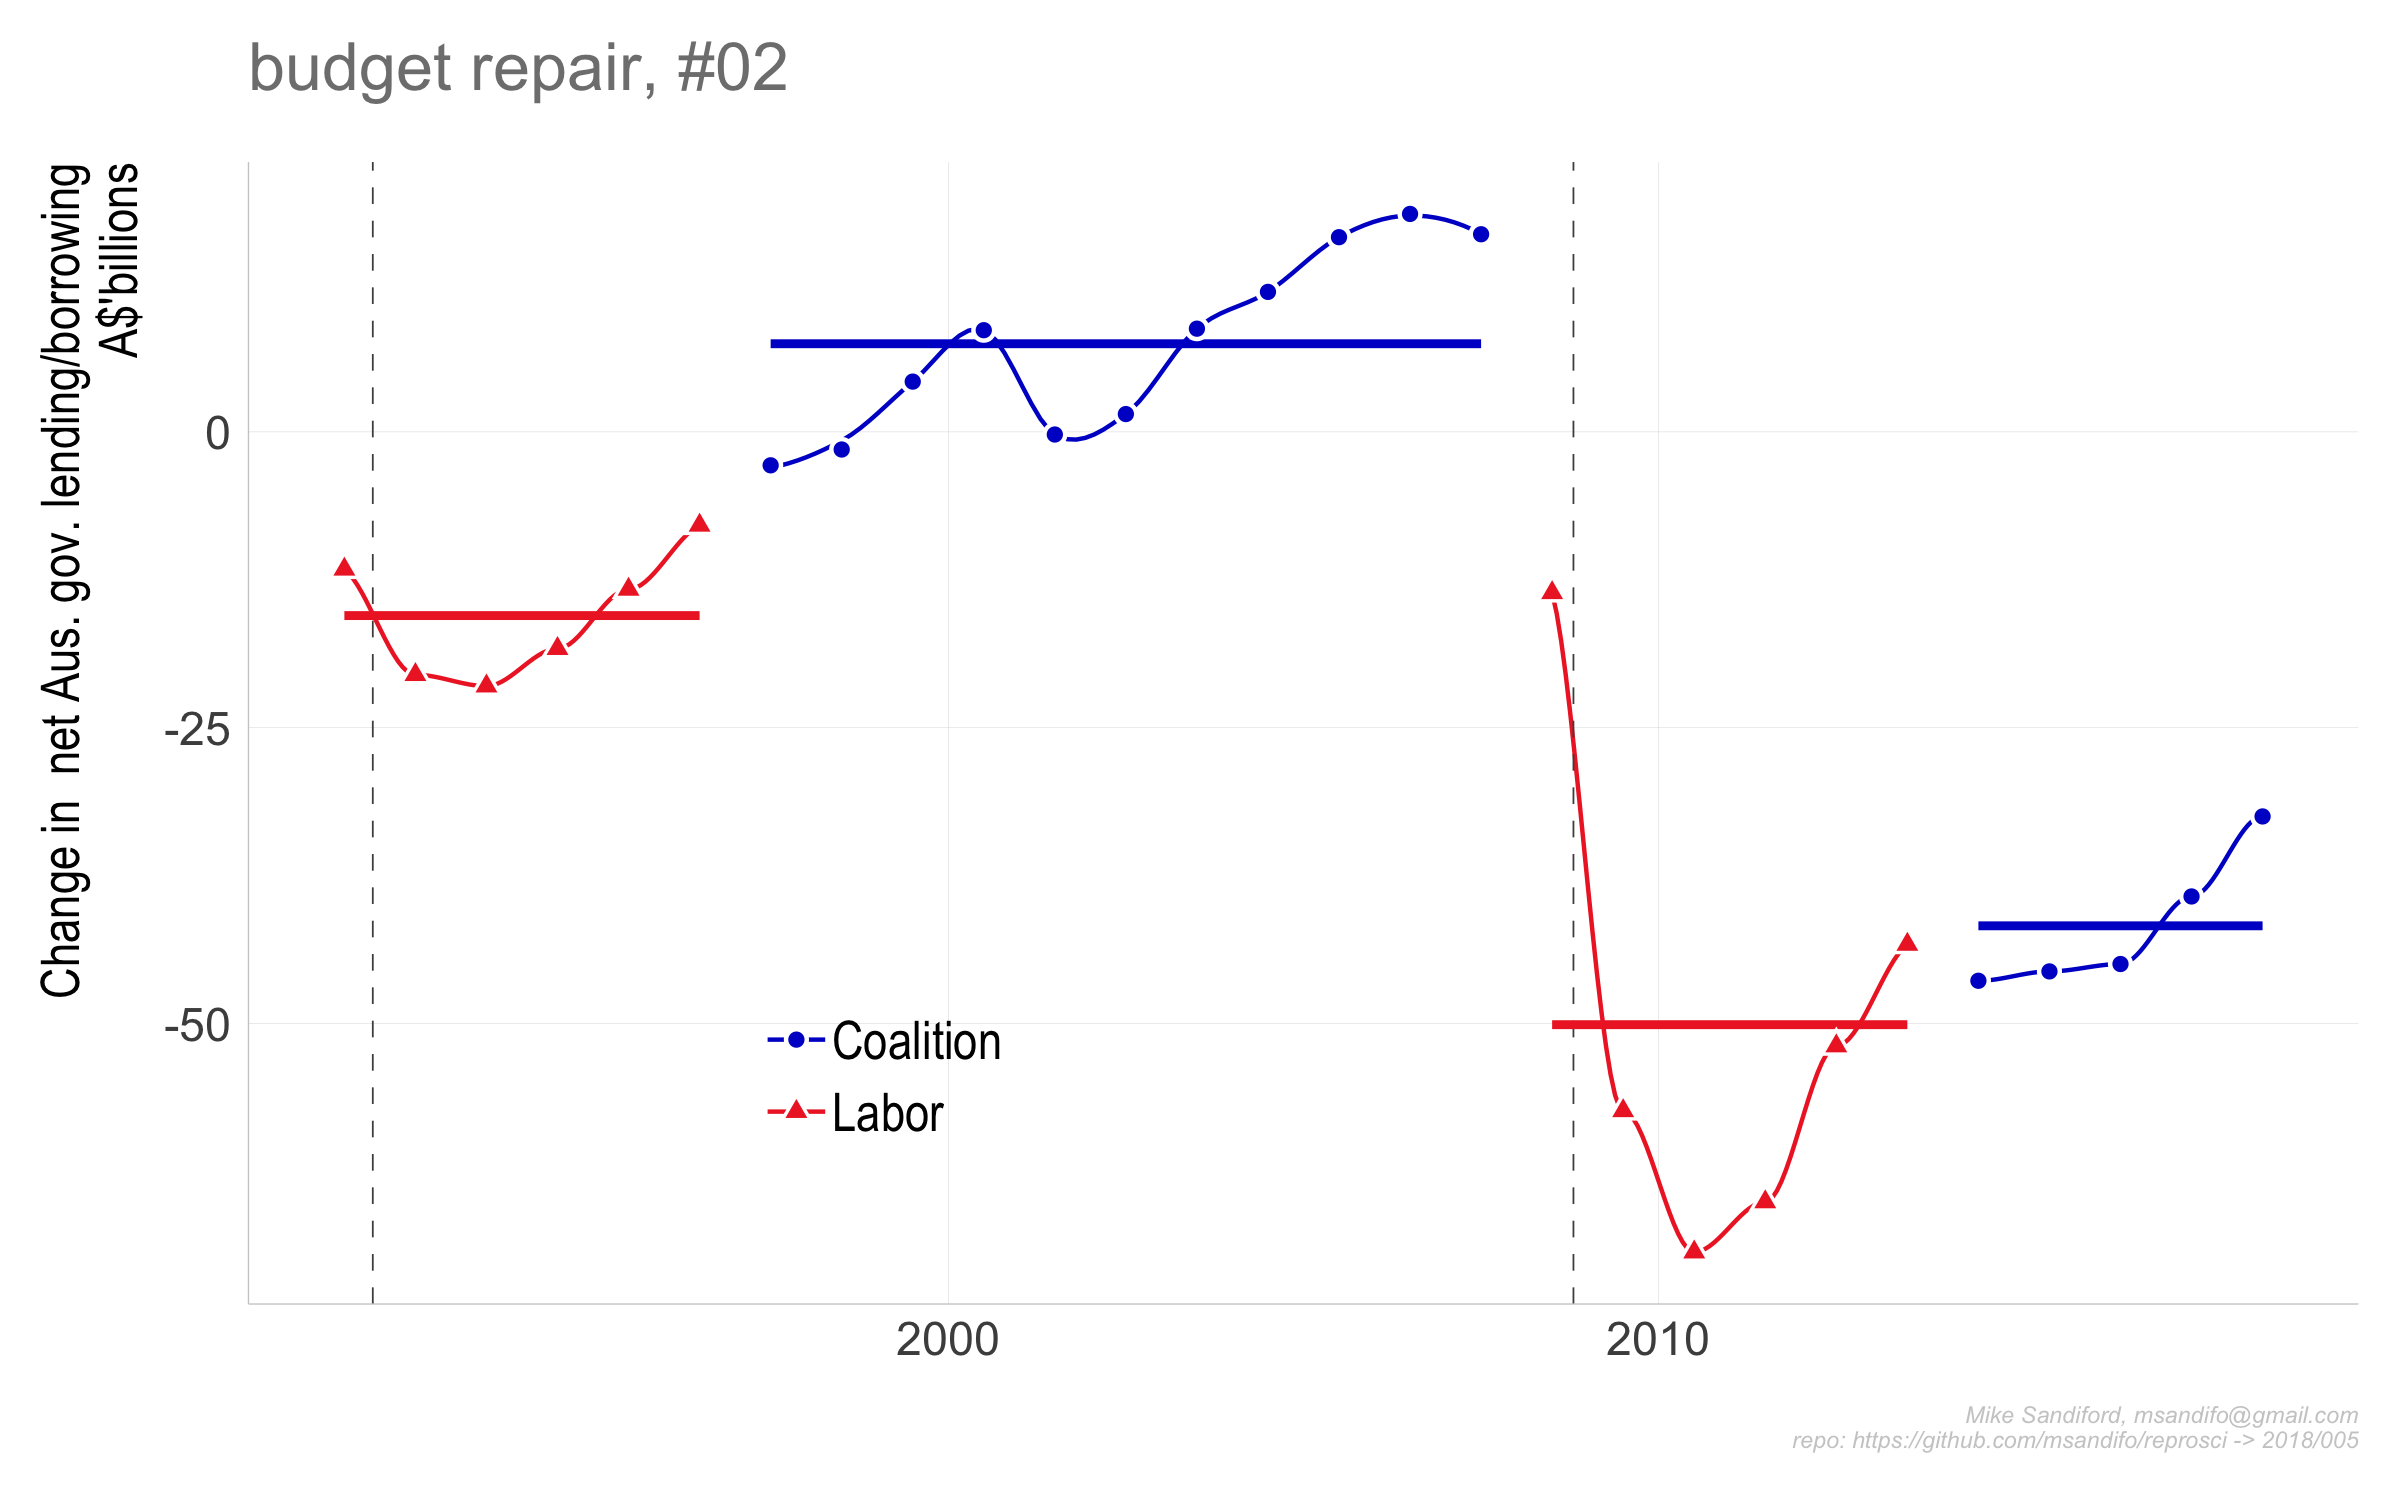 budget repair, #02
Change in  net Aus. gov. lending/borrowing
A$'billions
0
-25
-50
Coalition
Labor
2000
2010
Mike Sandiford, msandifo@gmail.com
repo: https://github.com/msandifo/reprosci -> 2018/005